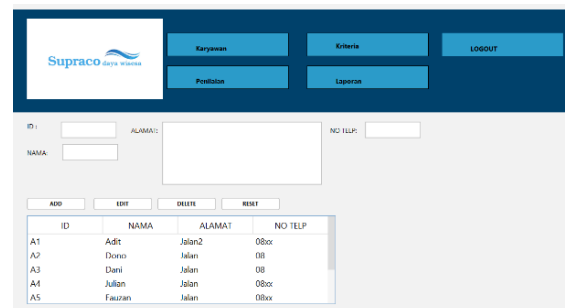 Supraco daya wisesa
Karyawan
Kriteria
LOGOUT
Penilaian
Laporan
ID :
ALAMAT:
NO TELP:
NAMA:
ADD EDIT DELETE RESET
ID NAMA ALAMAT NO TELP
A1 Adit Jalan2 08xx
A2 Dono Jalan 08
A3 Dani Jalan 08
A4 Julian Jalan 08xx
A5 Fauzan Jalan 08xx